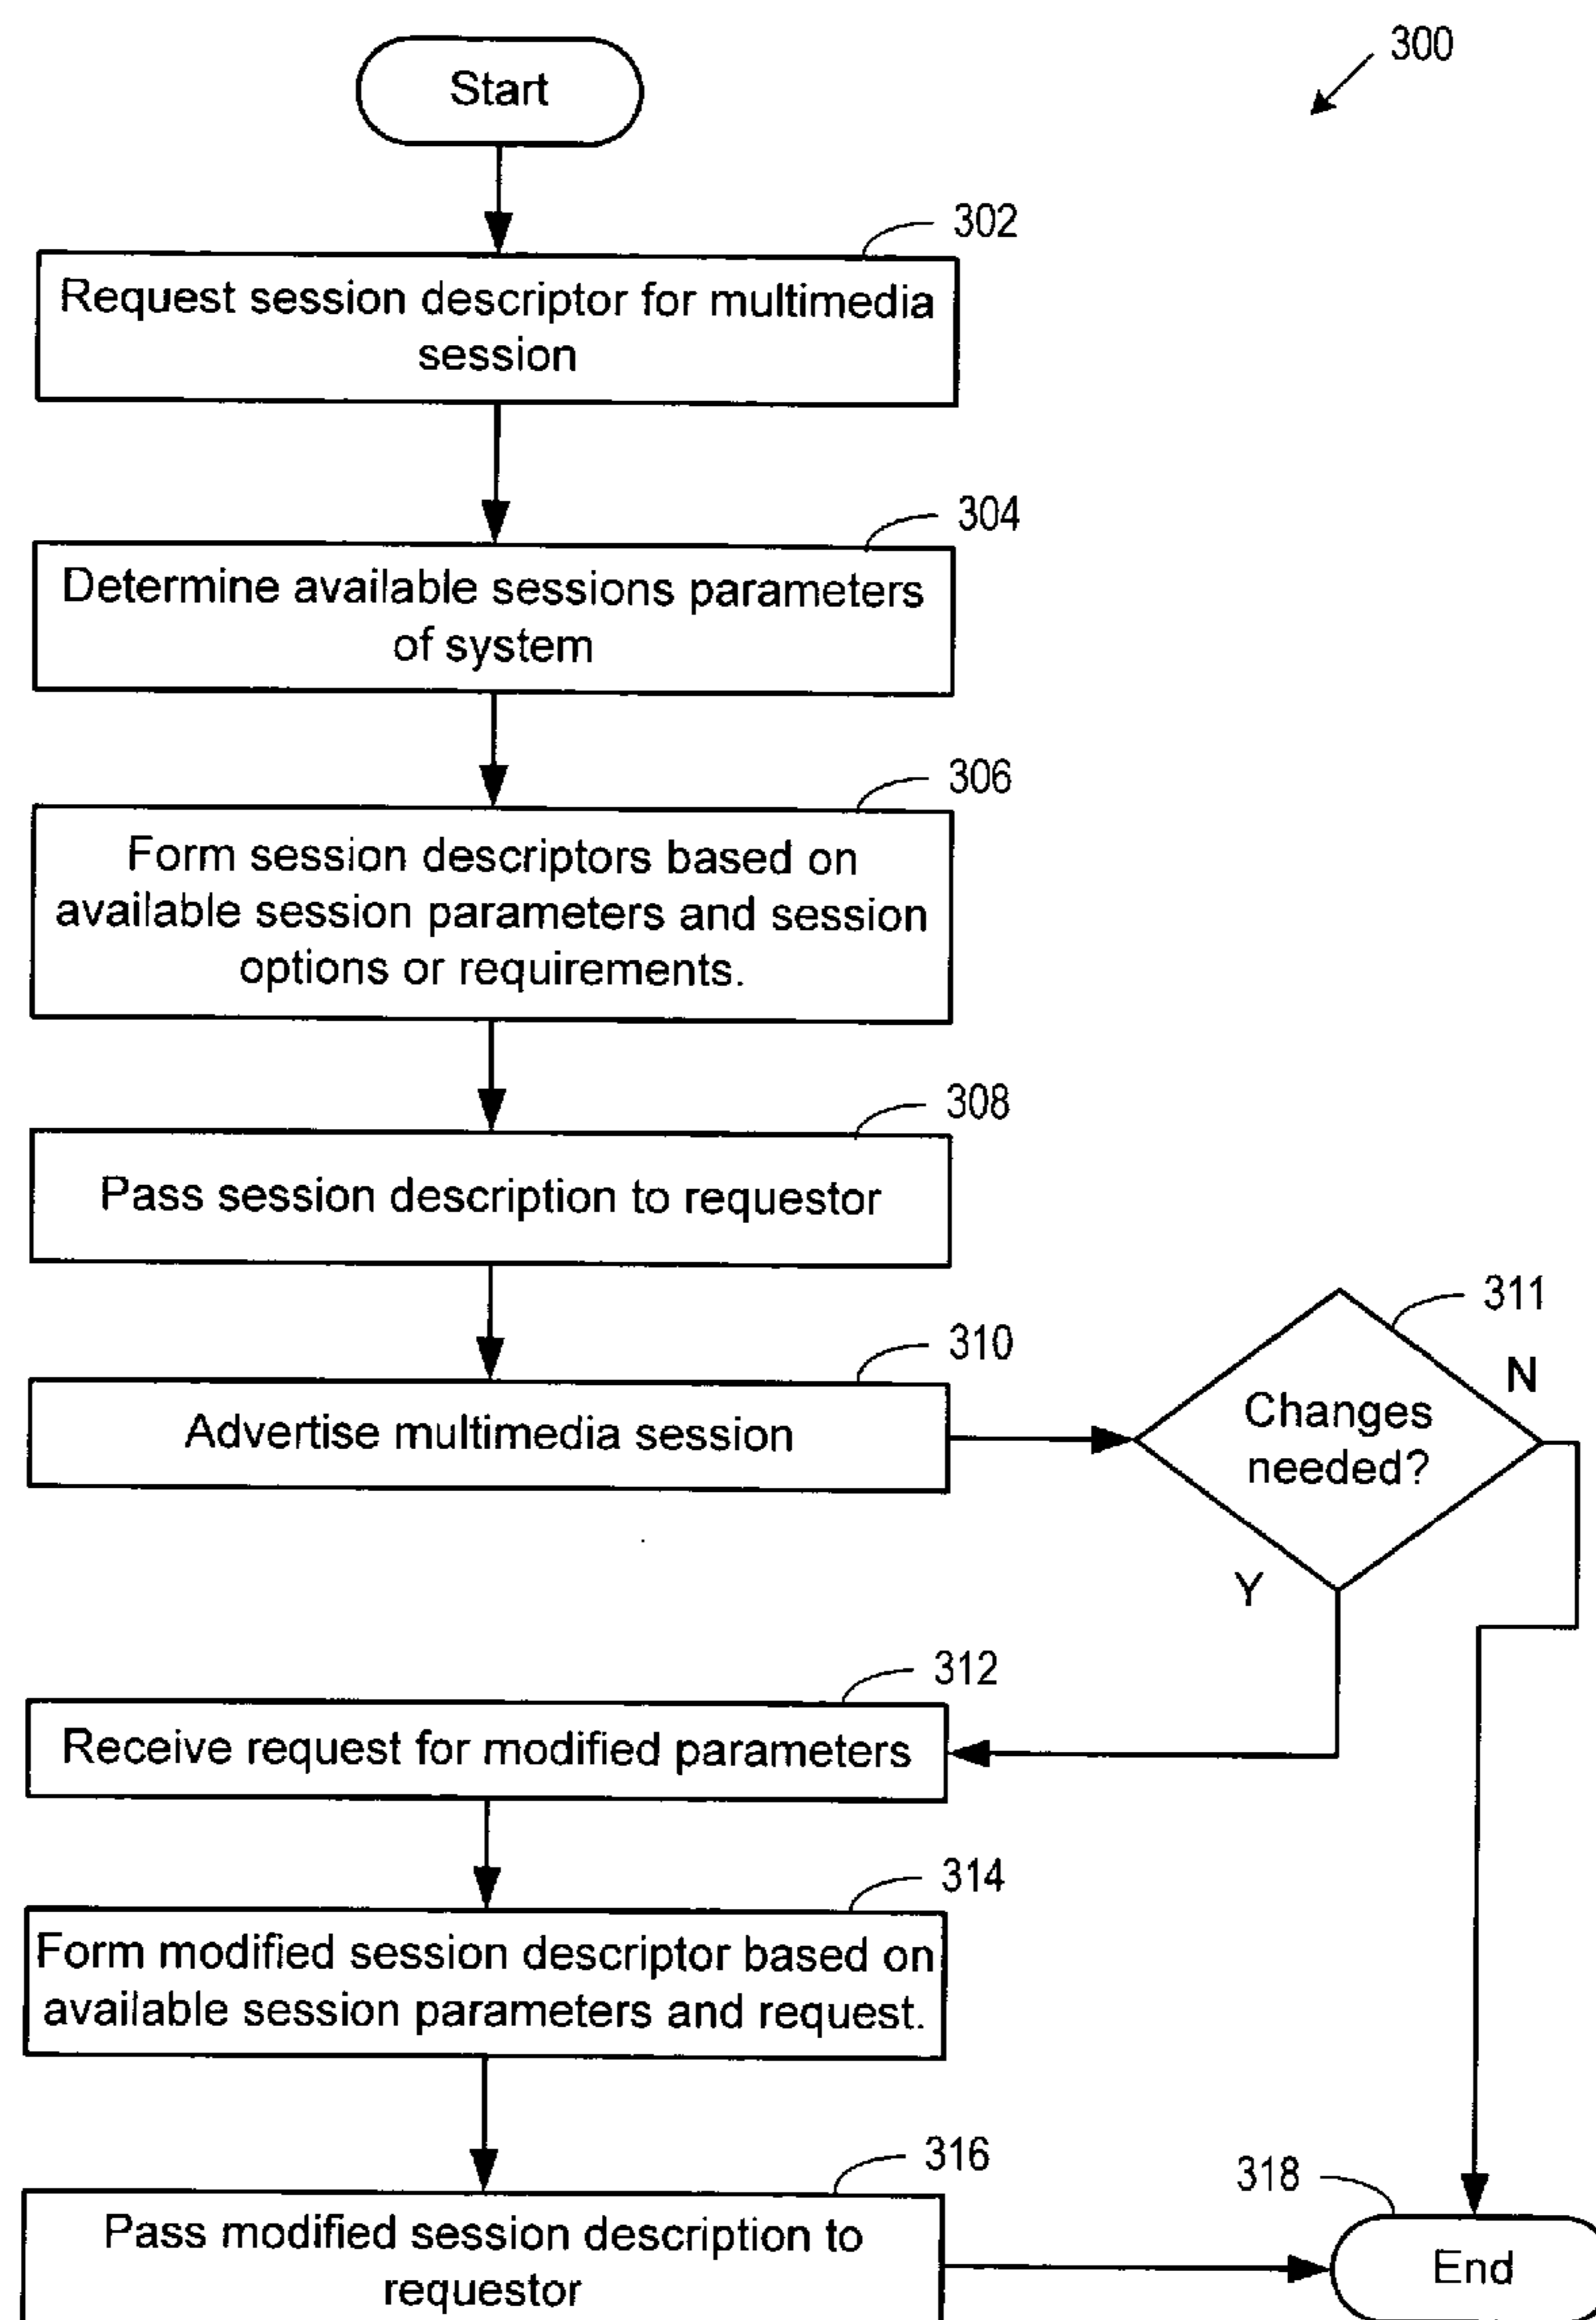 300
Start
302
Request session descriptor for multimedia
session
304
Determine available sessions parameters
of system
306
Form session descriptors based on
available session parameters and session
options or requirements.
308
Pass session description to requestor
310
Advertise multimedia session
311
N
Changes
needed?
Y
312
Receive request for modified parameters
314
Form modified session descriptor based on
available session parameters and request.
316
Pass modified session description to
requestor
318
End